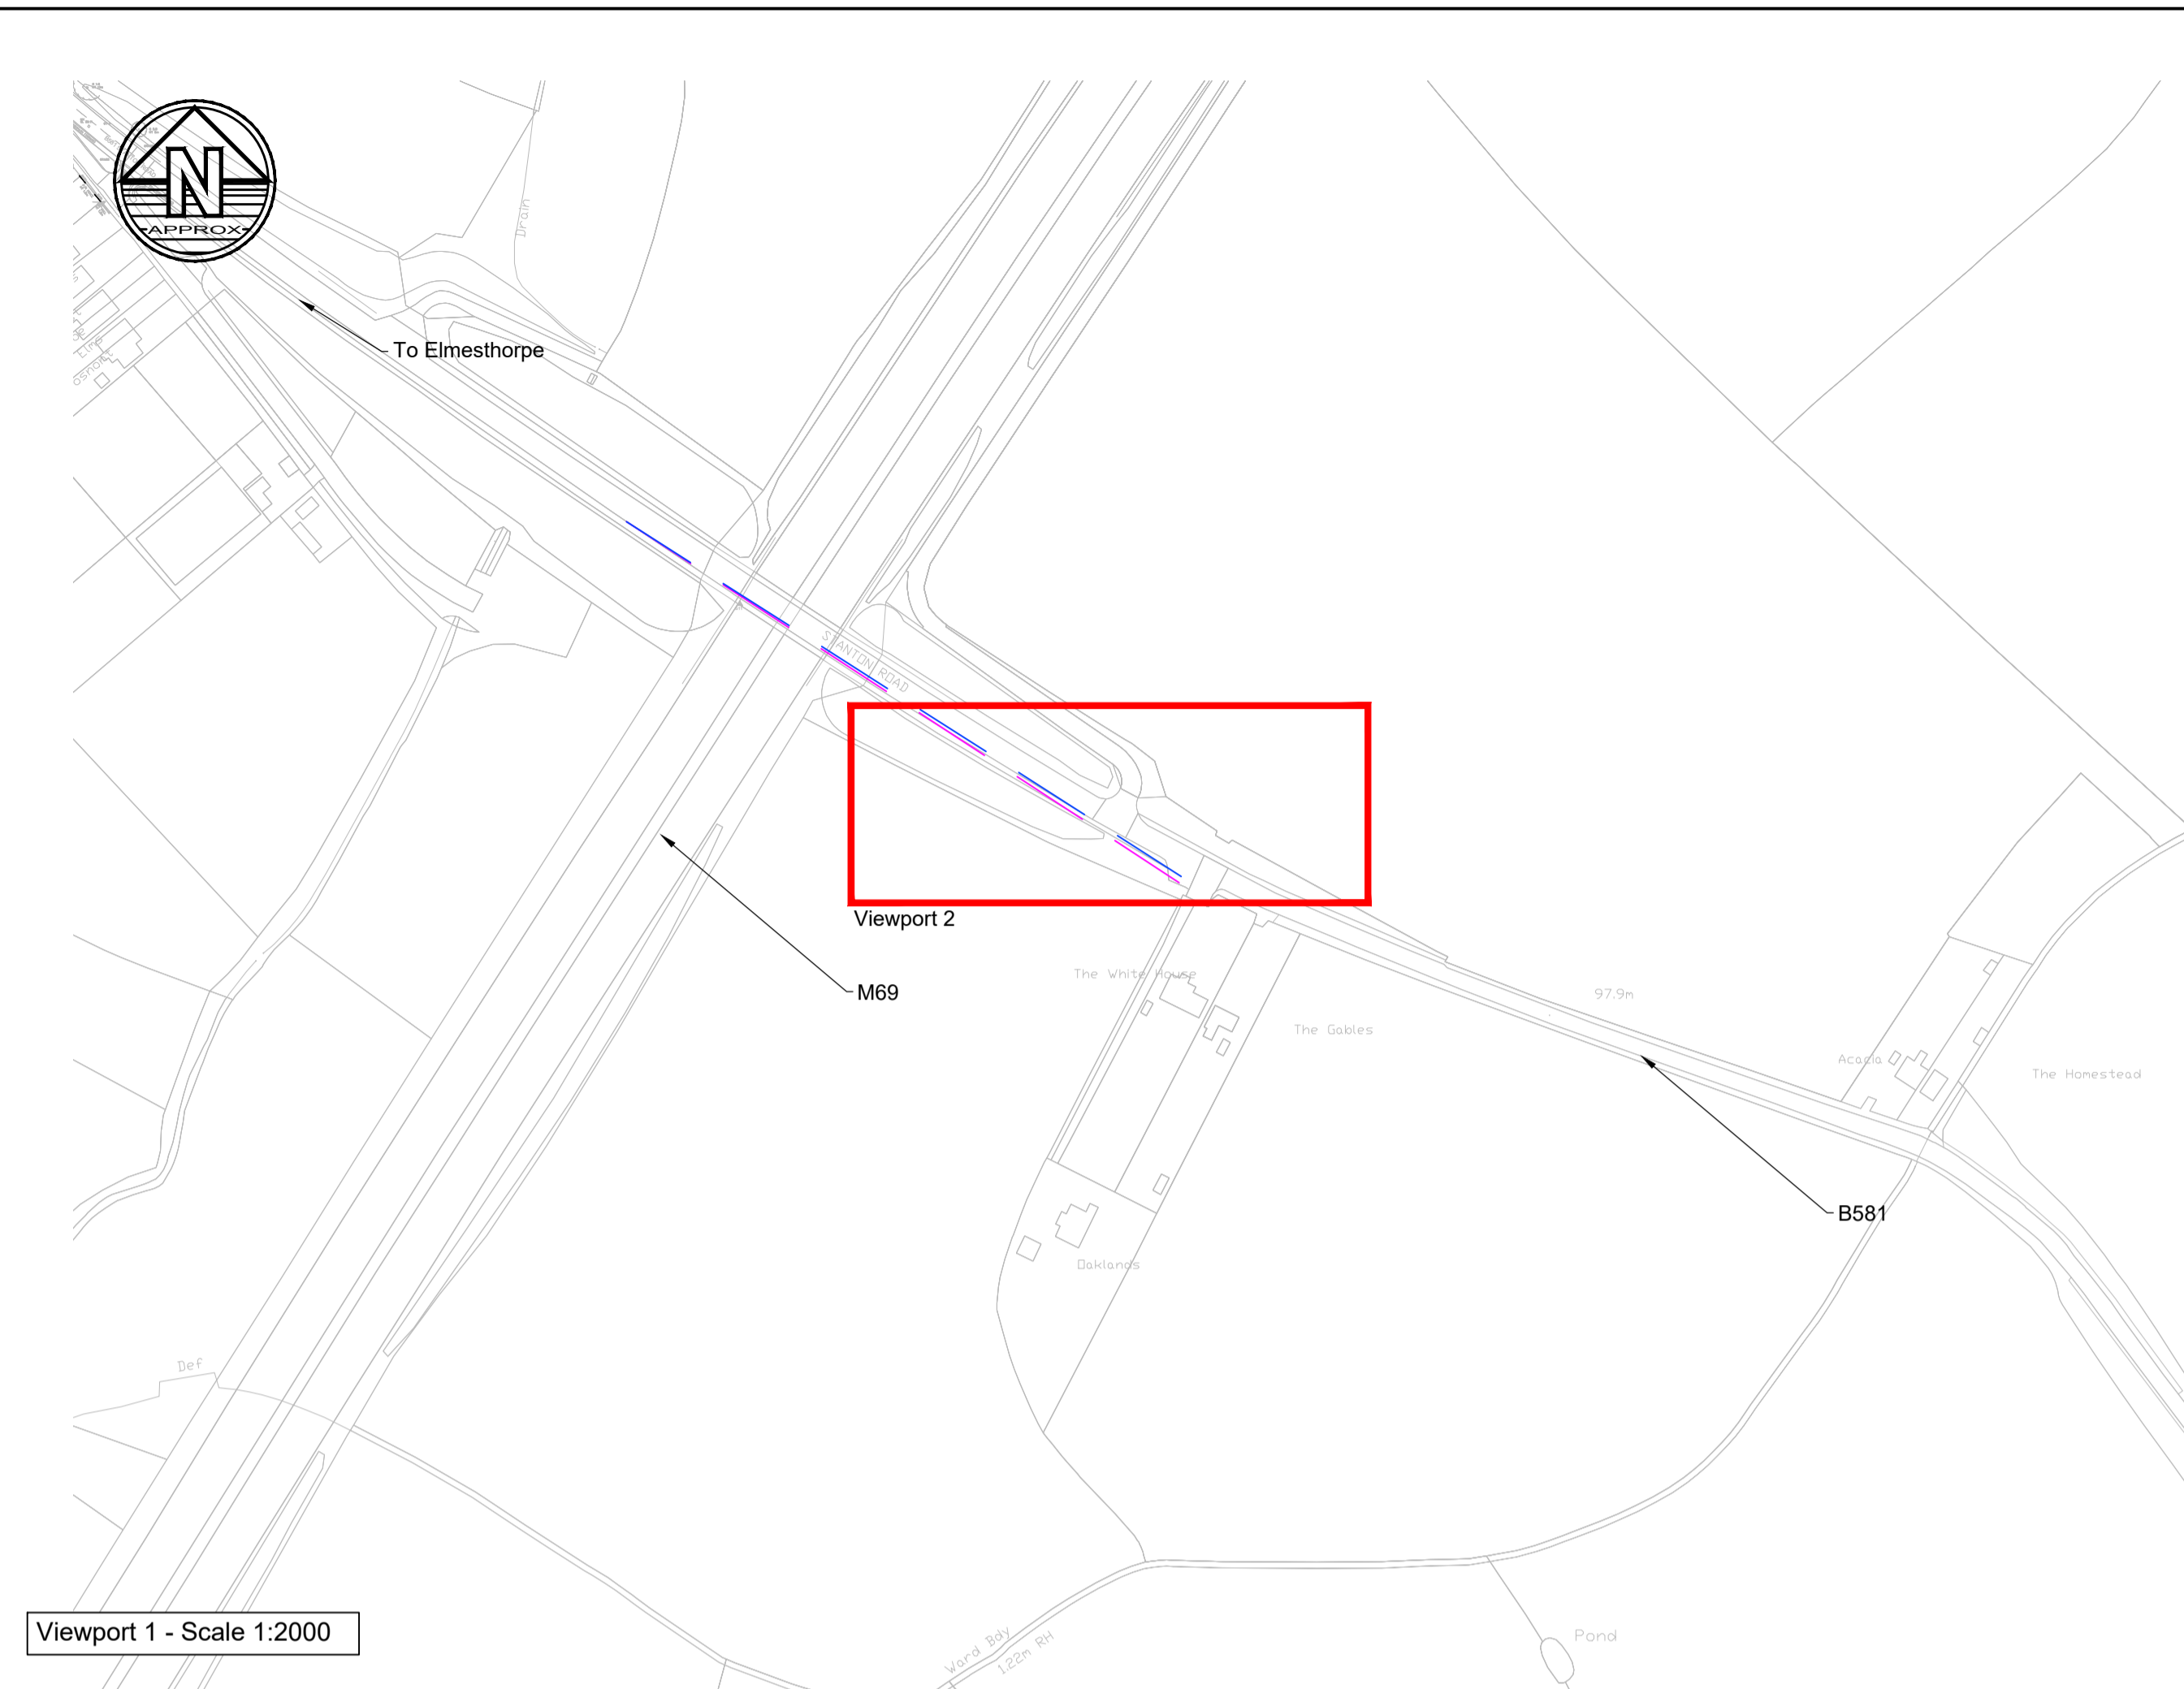 N
APPROX
Drain
To Elmesthorpe
STANTON ROAD
Viewport 2
M69
The White House
The Gables
97.9m
Acacia
The Homestead
B581
Oaklands
Def
Viewport 1 - Scale 1:2000
Ward Bdy
1.22m RH
Pond